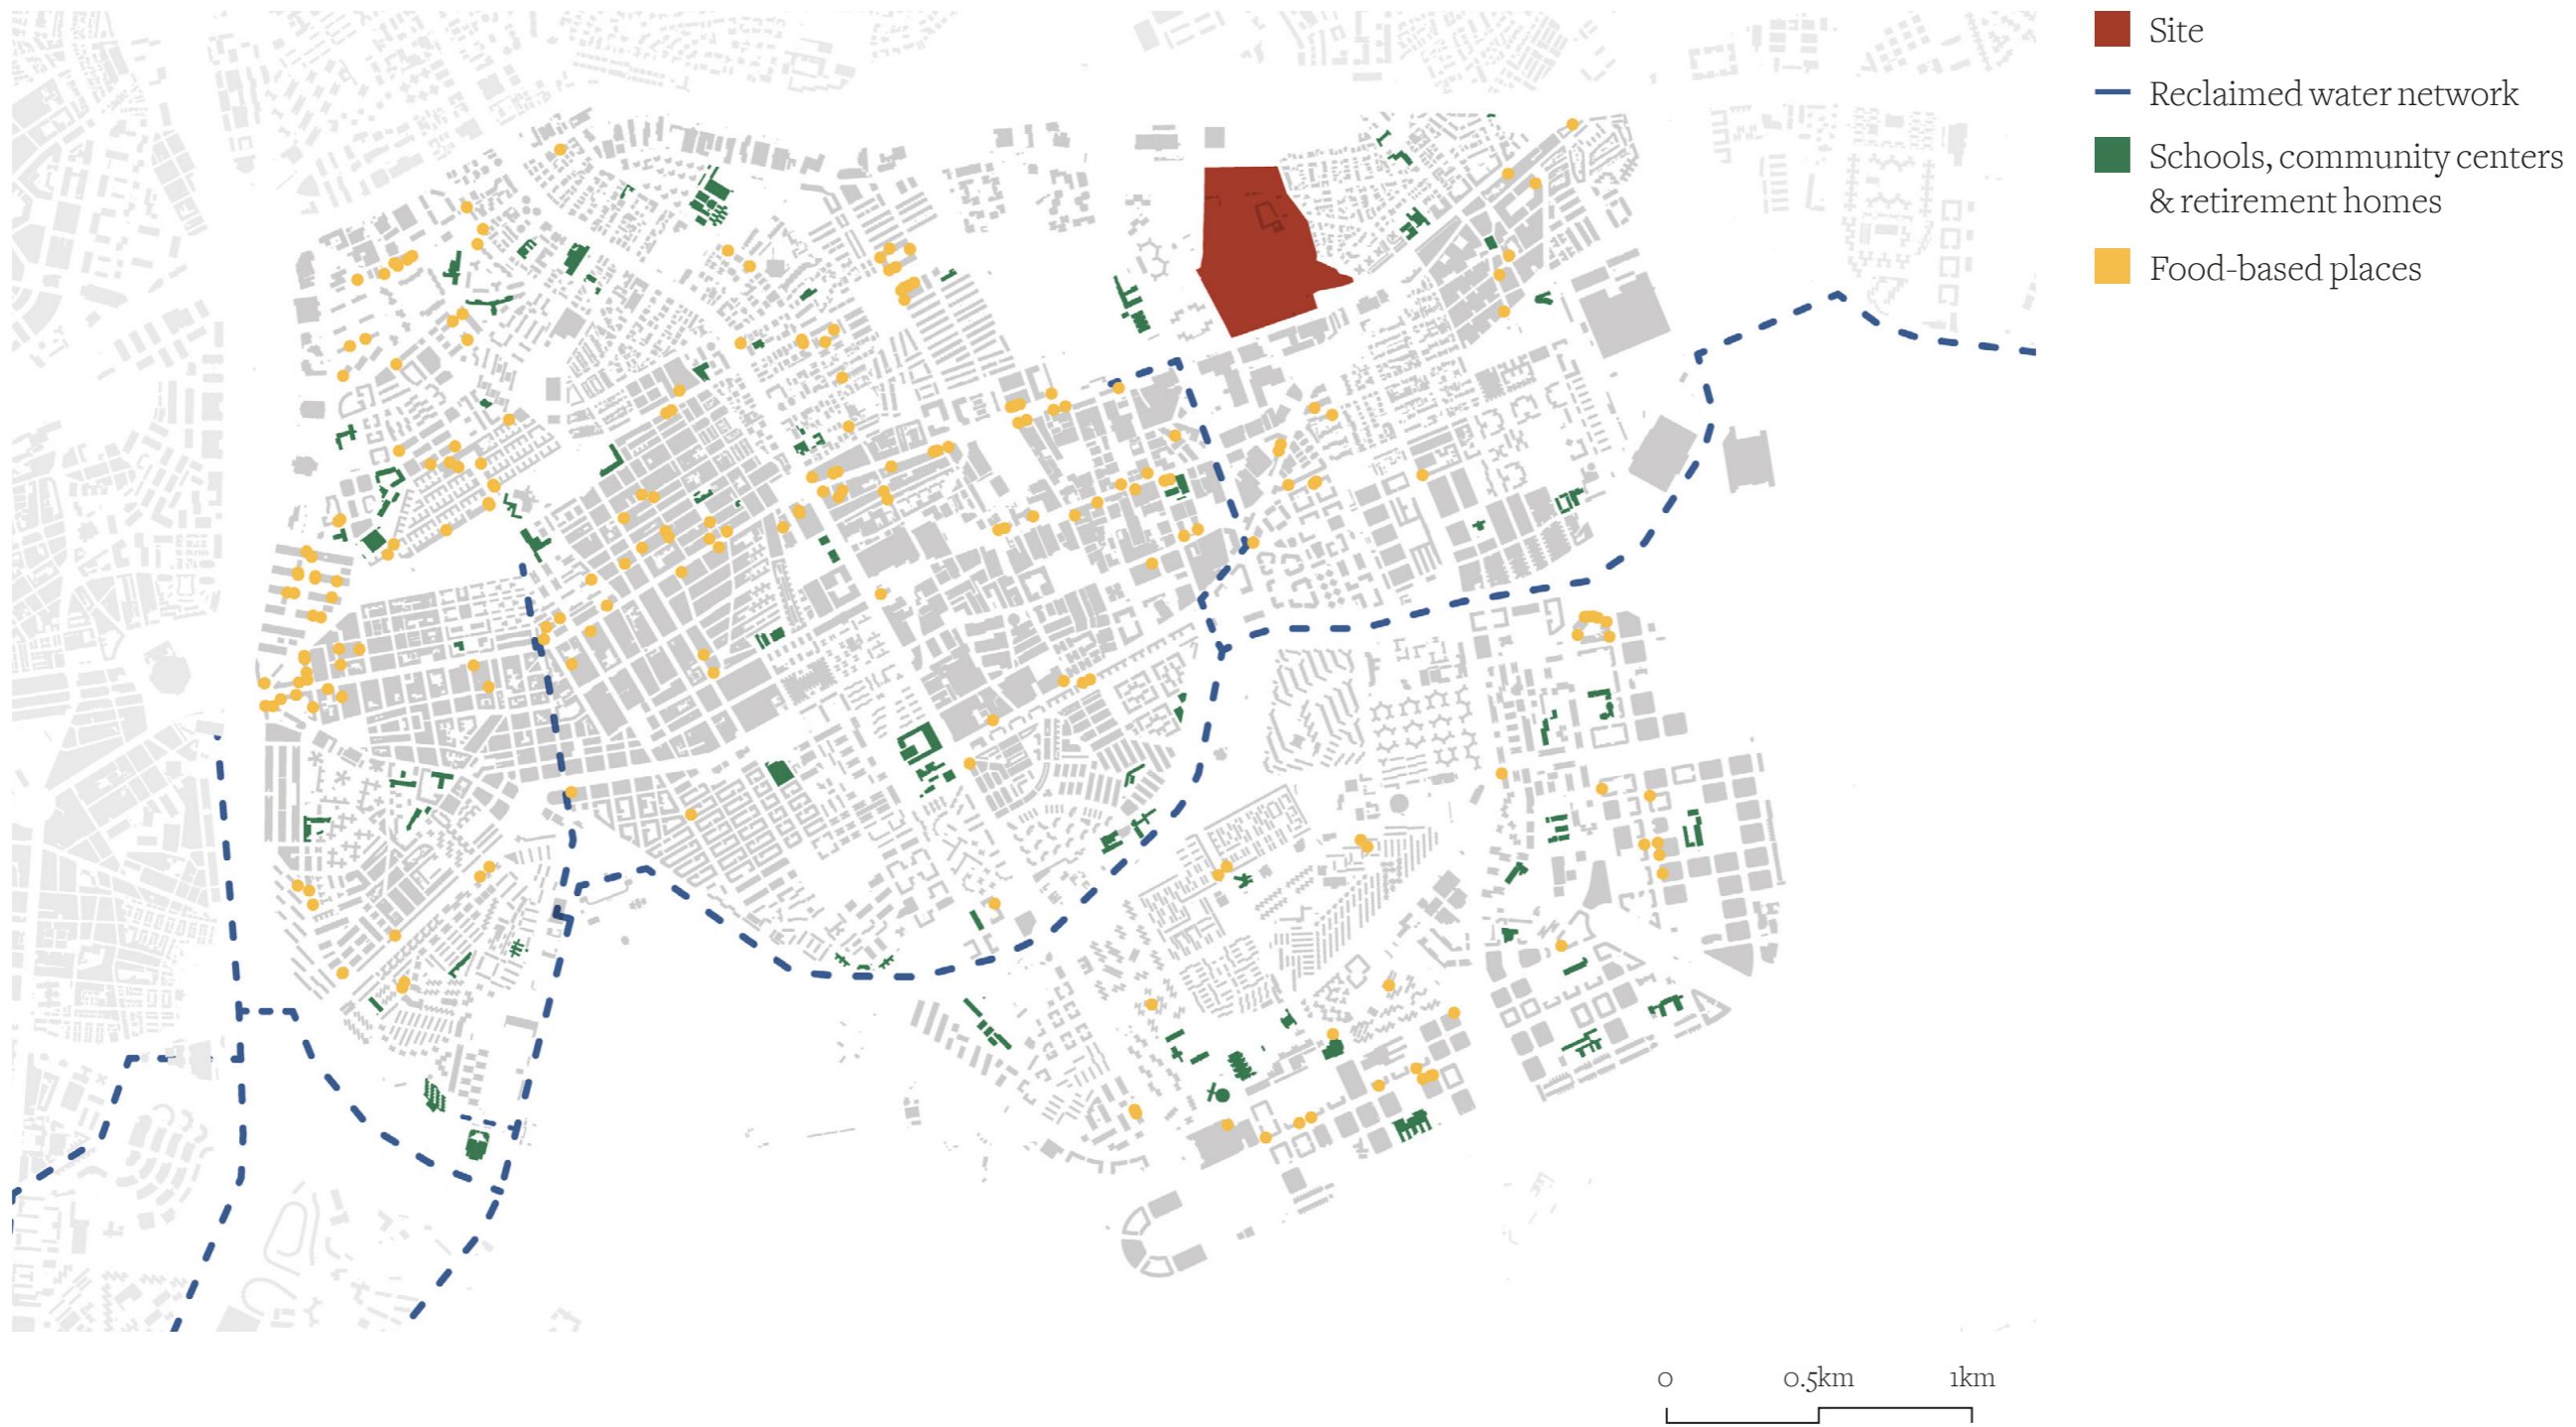 Site
Reclaimed water network
Schools, community centers
& retirement homes
Food-based places
0 0.5km 1km